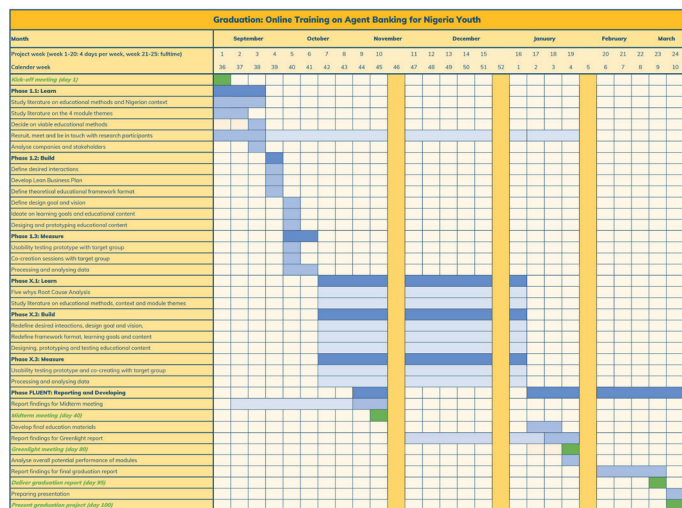 Graduation: Online Training on Agent Banking for Nigeria Youth
Month September October November December January February March
Project week (week 1-20: 4 days per week, week 21-25: fulltime) 1 2 3 4 5 6 7 8 9 10 11 12 13 14 15 16 17 18 19 20 21 22 23 24
Calender week 36 37 38 39 40 41 42 43 44 45 46 47 48 49 50 51 52 1 2 3 4 5 6 7 8 9 10
Kick-off meeting (day 1)
Phase 1.1: Learn
Study literature on educational methods and Nigerian context
Study literature on the 4 module themes
Decide on viable educational methods
Recruit, meet and be in touch with research participants
Analyse companies and stakeholders
Phase 1.2: Build
Define desired interactions
Develop Lean Business Plan
Define theoretical educational framework format
Define design goal and vision
Ideate on learning goals and educational content
Desiging and prototyping educational content
Phase 1.3: Measure
Usability testing prototype with target group
Co-creation sessions with target group
Processing and analysing data
Phase X.1: Learn
Five whys Root Cause Analysis
Study literature on educational methods, context and module themes
Phase X.2: Build
Redefine desired inteactions, design goal and vision,
Redefine framework format, learning goals and content
Designing, prototyping and testing educational content
Phase X.3: Measure
Usability testing prototype and co-creating with target group
Processing and analysing data
Phase FLUENT: Reporting and Developing
Report findings for Midterm meeting
Midterm meeting (day 40)
Develop final education materials
Report findings for Greenlight report
Greenlight meeting (day 80)
Analyse overall potential performance of modules
Report findings for final graduation report
Deliver graduation report (day 95)
Preparing presentation
Present graduation project (day 100)